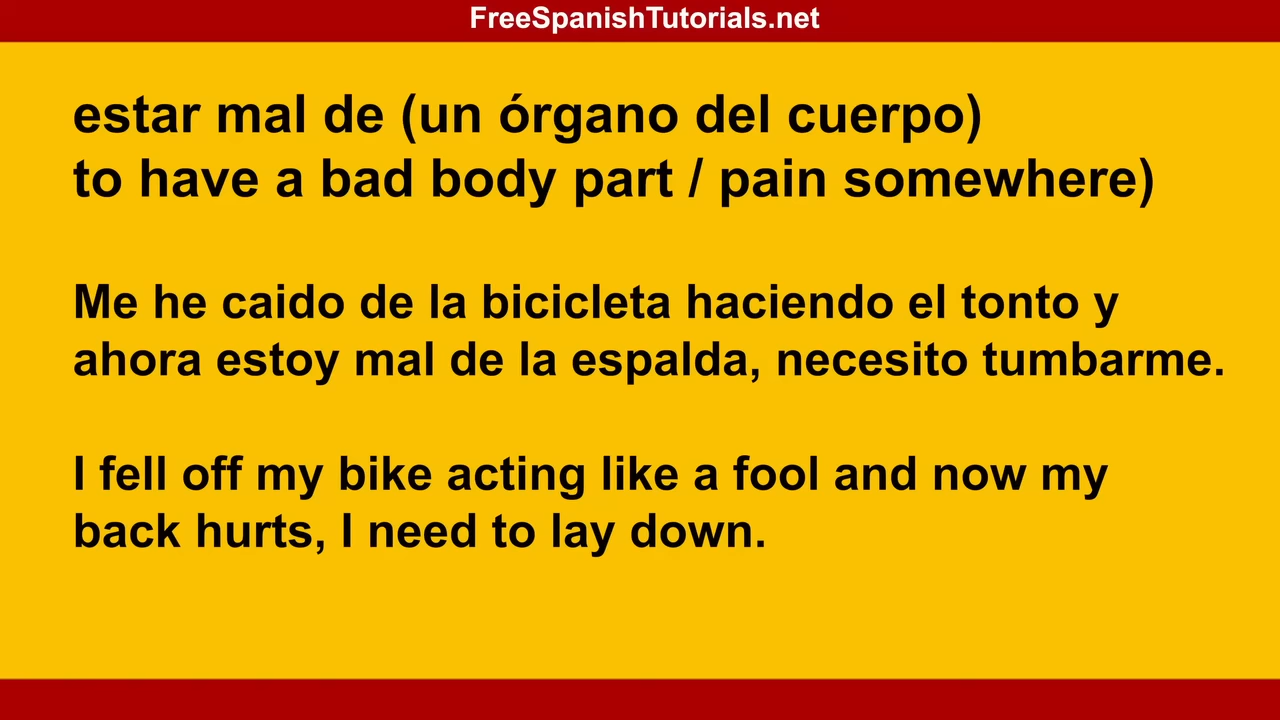 FreeSpanishTutorials.net
estar mal de (un órgano del cuerpo)
to have a bad body part / pain somewhere)
Me he caido de la bicicleta haciendo el tonto y
ahora estoy mal de la espalda, necesito tumbarme.
I fell off my bike acting like a fool and now my
back hurts, I need to lay down.